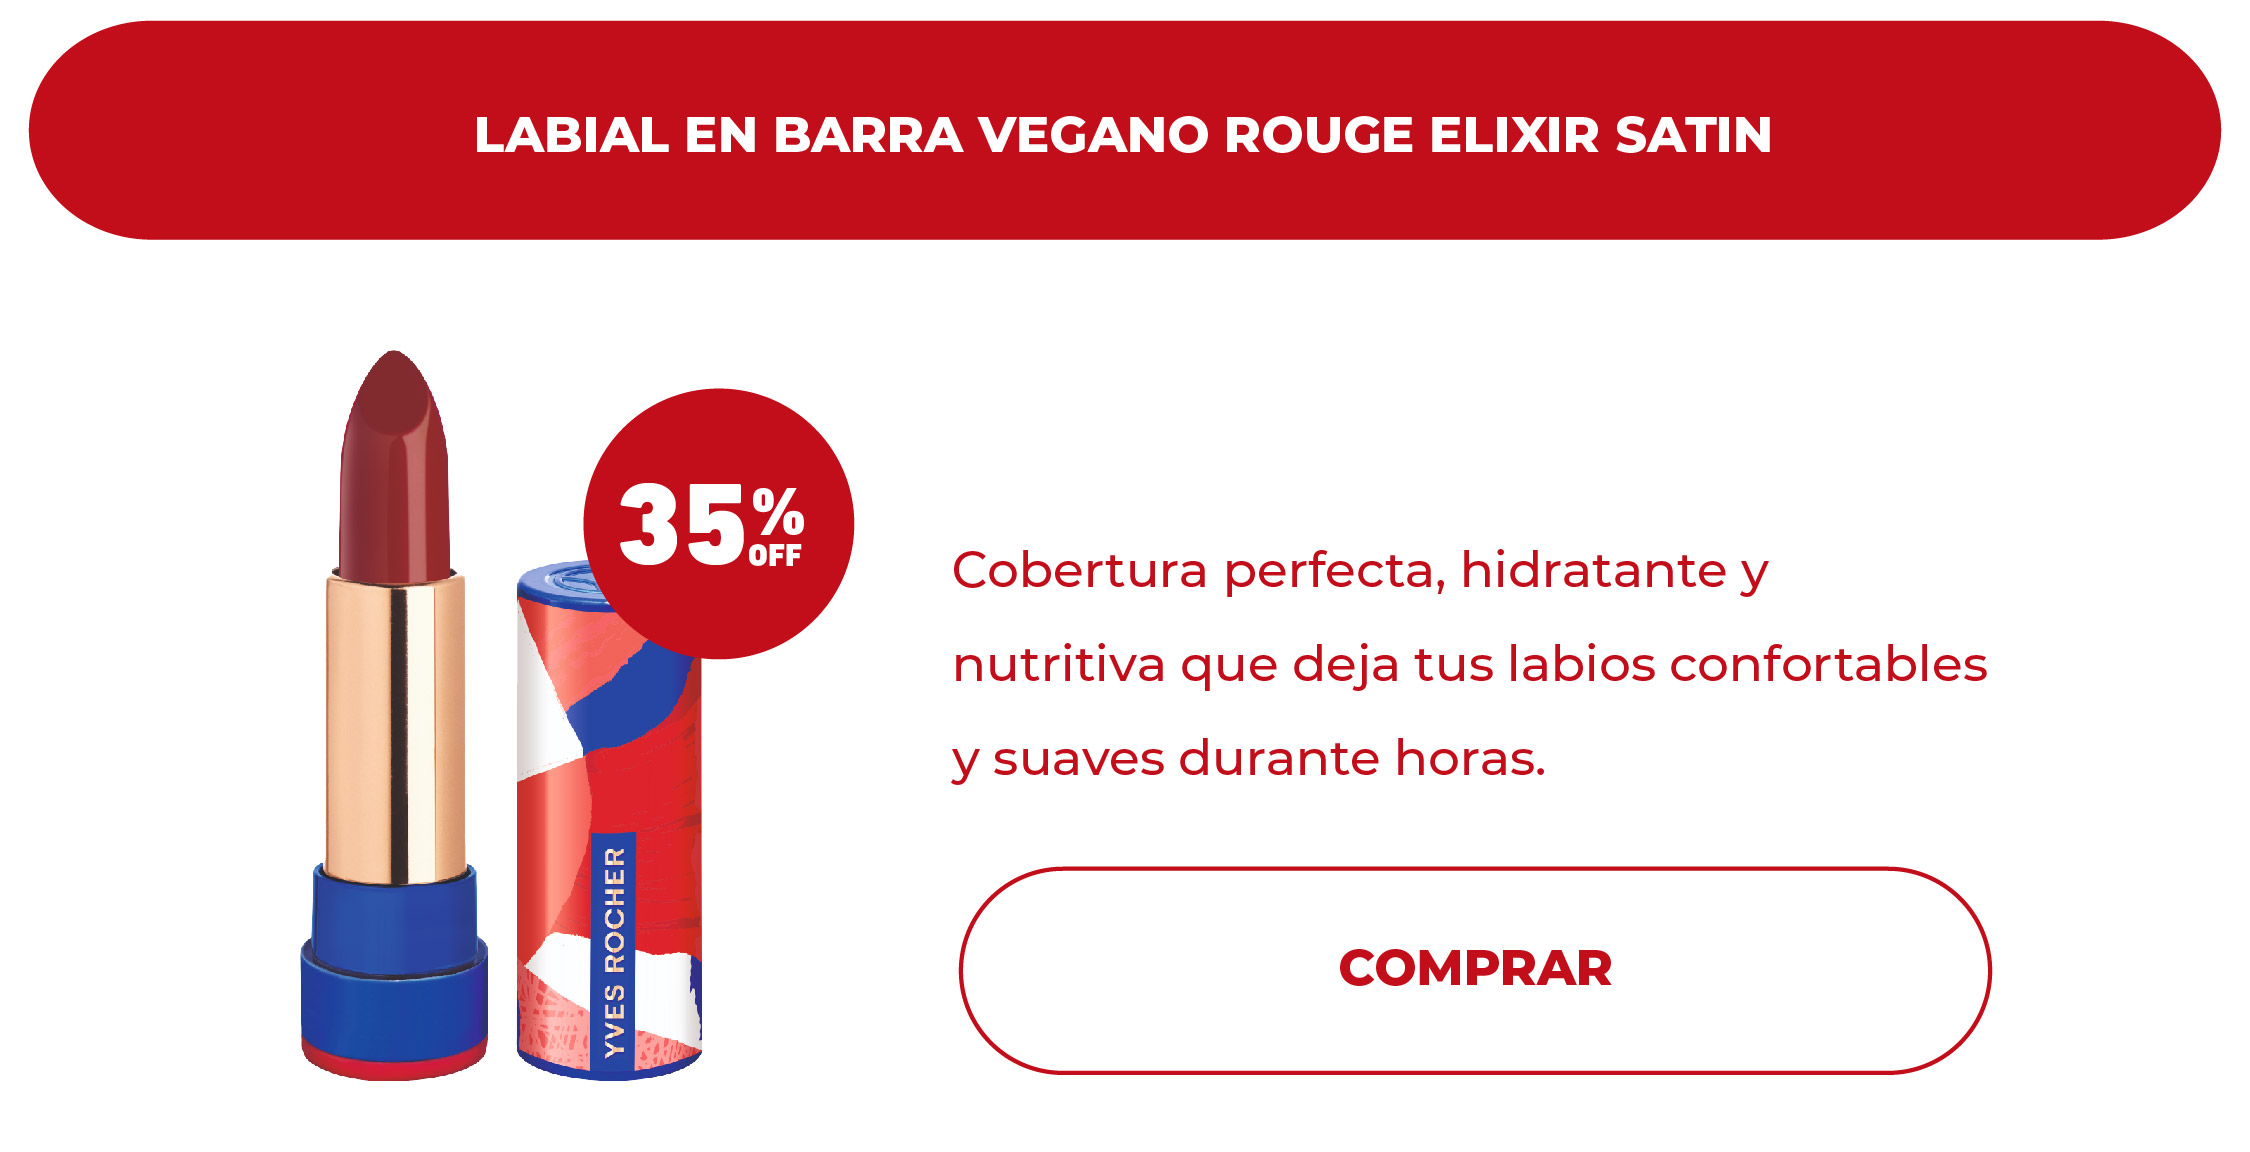 LABIAL EN BARRA VEGANO ROUGE ELIXIR SATIN
35%
OFF
Cobertura perfecta, hidratante y
nutritiva que deja tus labios confortables
y suaves durante horas.
YVES ROCHER
COMPRAR